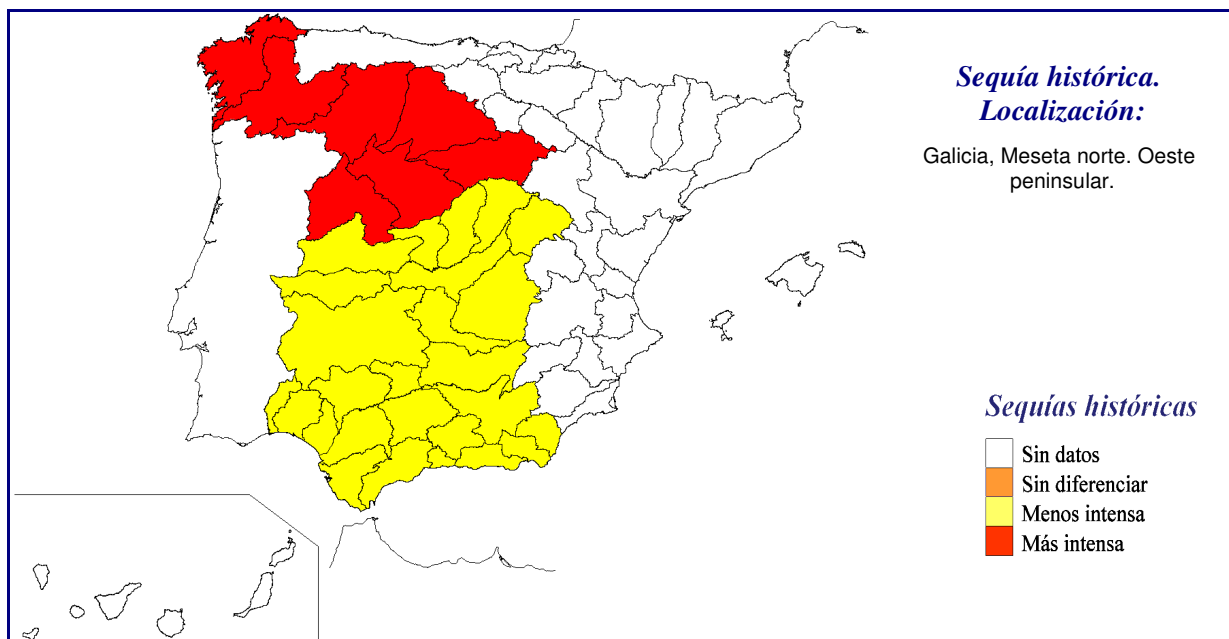 Sequía histórica.
Localización:
Galicia, Meseta norte. Oeste
peninsular.
Sequías históricas
Sin datos
Sin diferenciar
Menos intensa
Más intensa